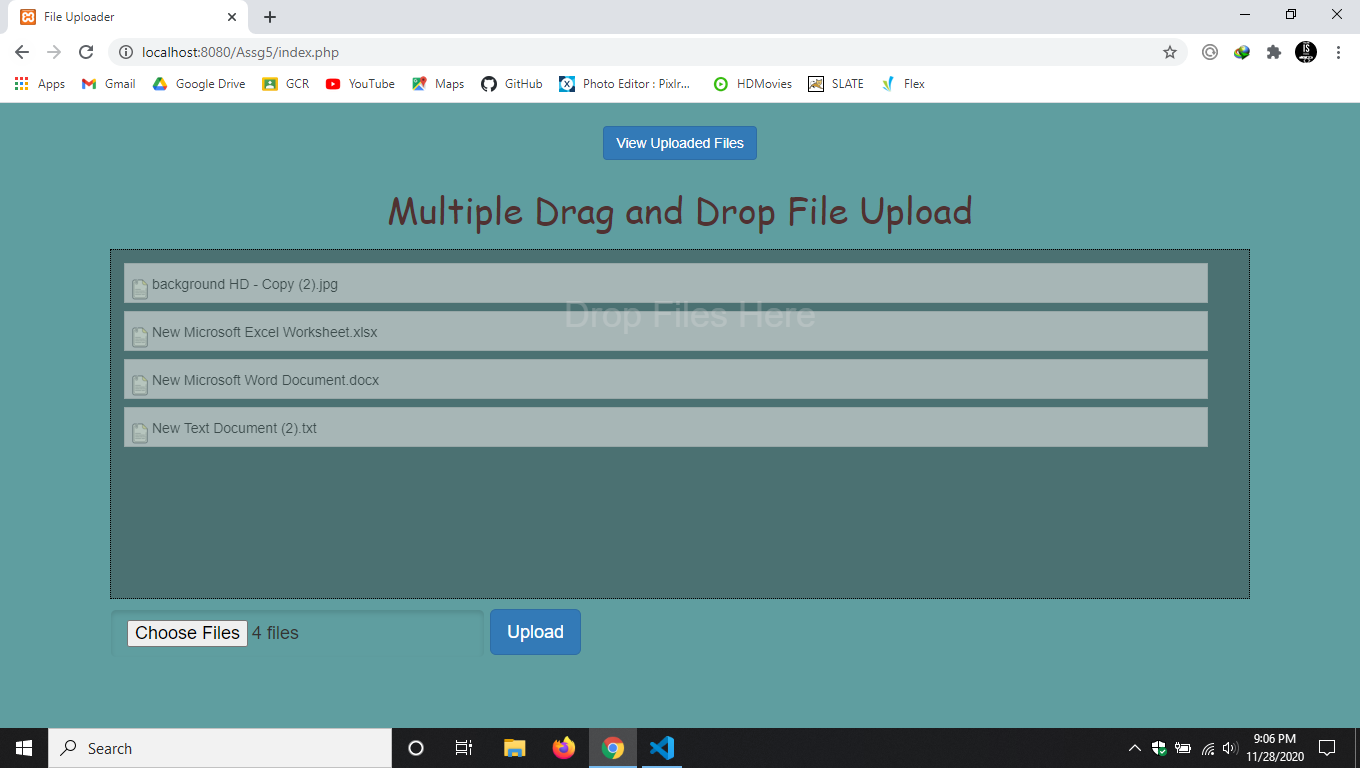 File Uploader
localhost:8080/Assg5/index.php
Apps Gmail Google Drive GCR YouTube Maps GitHub Photo Editor : Pixlr... HDMovies SLATE Flex
View Uploaded Files
Multiple Drag and Drop File Upload
background HD - Copy (2).jpg
Drop Files Here
New Microsoft Excel Worksheet.xlsx
New Microsoft Word Document.docx
New Text Document (2).txt
Choose Files 4 files Upload
Search
9:06 PM
11/28/2020